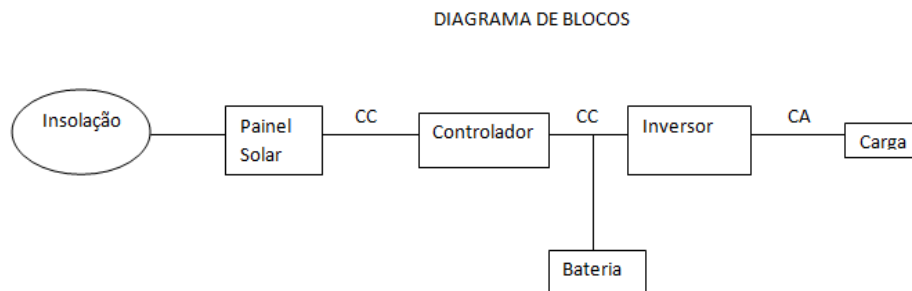 DIAGRAMA DE BLOCOS
Insolação
Painel
Solar
CC
Controlador
CC
Inversor
CA
Carga
Bateria